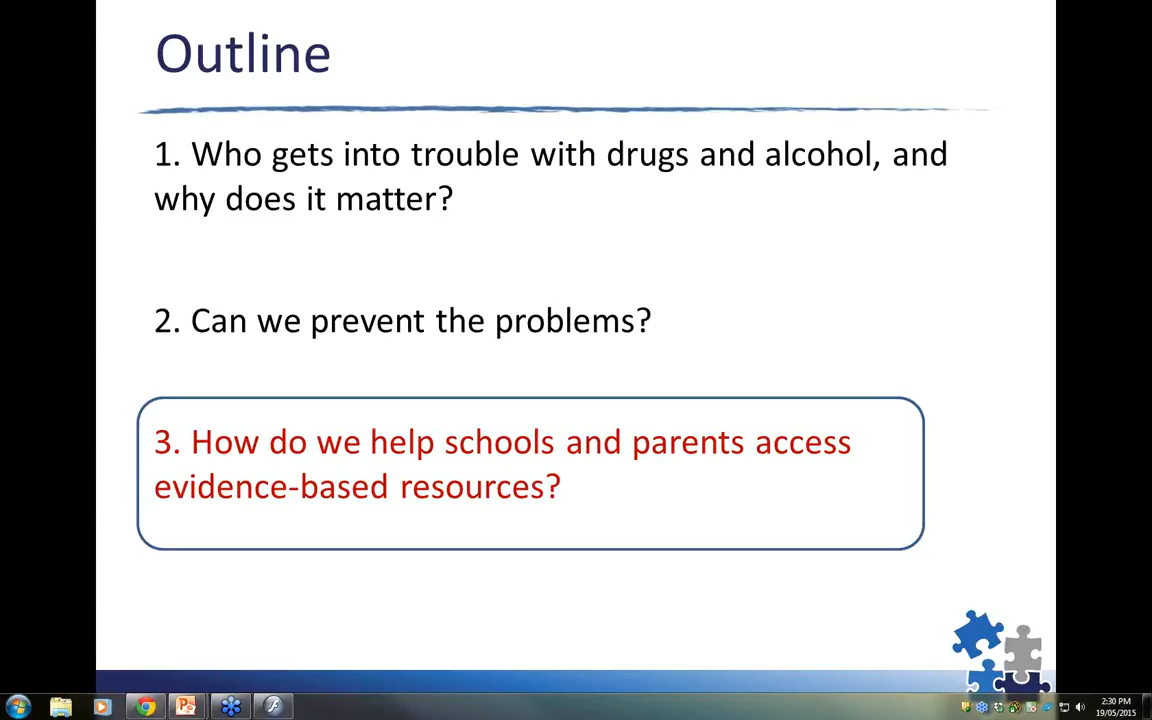 Outline
1. Who gets into trouble with drugs and alcohol, and
why does it matter?
2. Can we prevent the problems?
3. How do we help schools and parents access
evidence-based resources?
2:30 PM
19/05/2015